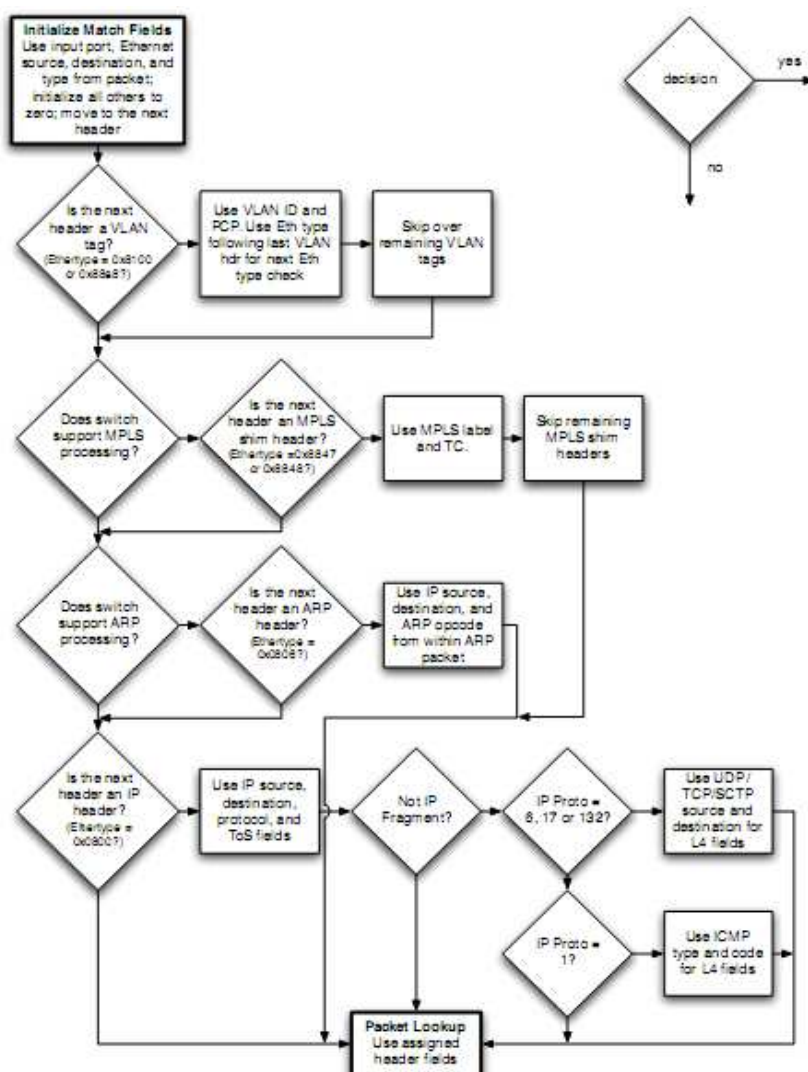 Initialize Match Fields
Use input port, Ethernet
source, destination, and
type from packet;
initialize all others to
zero; move to the next
header
decision
yes
no
Is the next
header a VLAN
tag?
(Ethertype = 0x8100
or 0x88a8?)
Use VLAN ID and
PCP. Use Eth type
following last VLAN
hdr for next Eth
type check
Skip over
remaining VLAN
tags
Does switch
support MPLS
processing?
Is the next
header an MPLS
shim header?
(Ethertype =0x8847
or 0x8848?)
Use MPLS label
and TC.
Skip remaining
MPLS shim
headers
Does switch
support ARP
processing?
Is the next
header an ARP
header?
(Ethertype =
0x0806?)
Use IP source,
destination, and
ARP opcode
from within ARP
packet
Is the next
header an IP
header?
(Ethertype =
0x0800?)
Use IP source,
destination,
protocol, and
ToS fields
Not IP
Fragment?
IP Proto =
6, 17 or 132?
Use UDP/
TCP/SCTP
source and
destination for
L4 fields
IP Proto =
1?
Use ICMP
type and code
for L4 fields
Packet Lookup
Use assigned
header fields